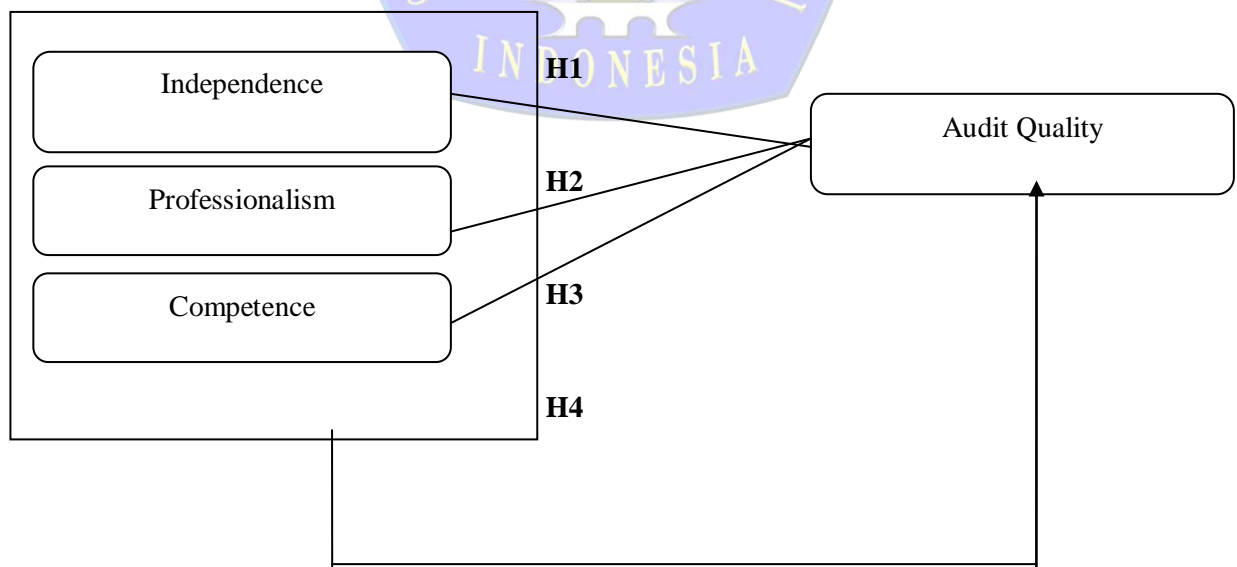 INDONESIA
H1
Independence
Audit Quality
H2
Professionalism
H3
Competence
H4